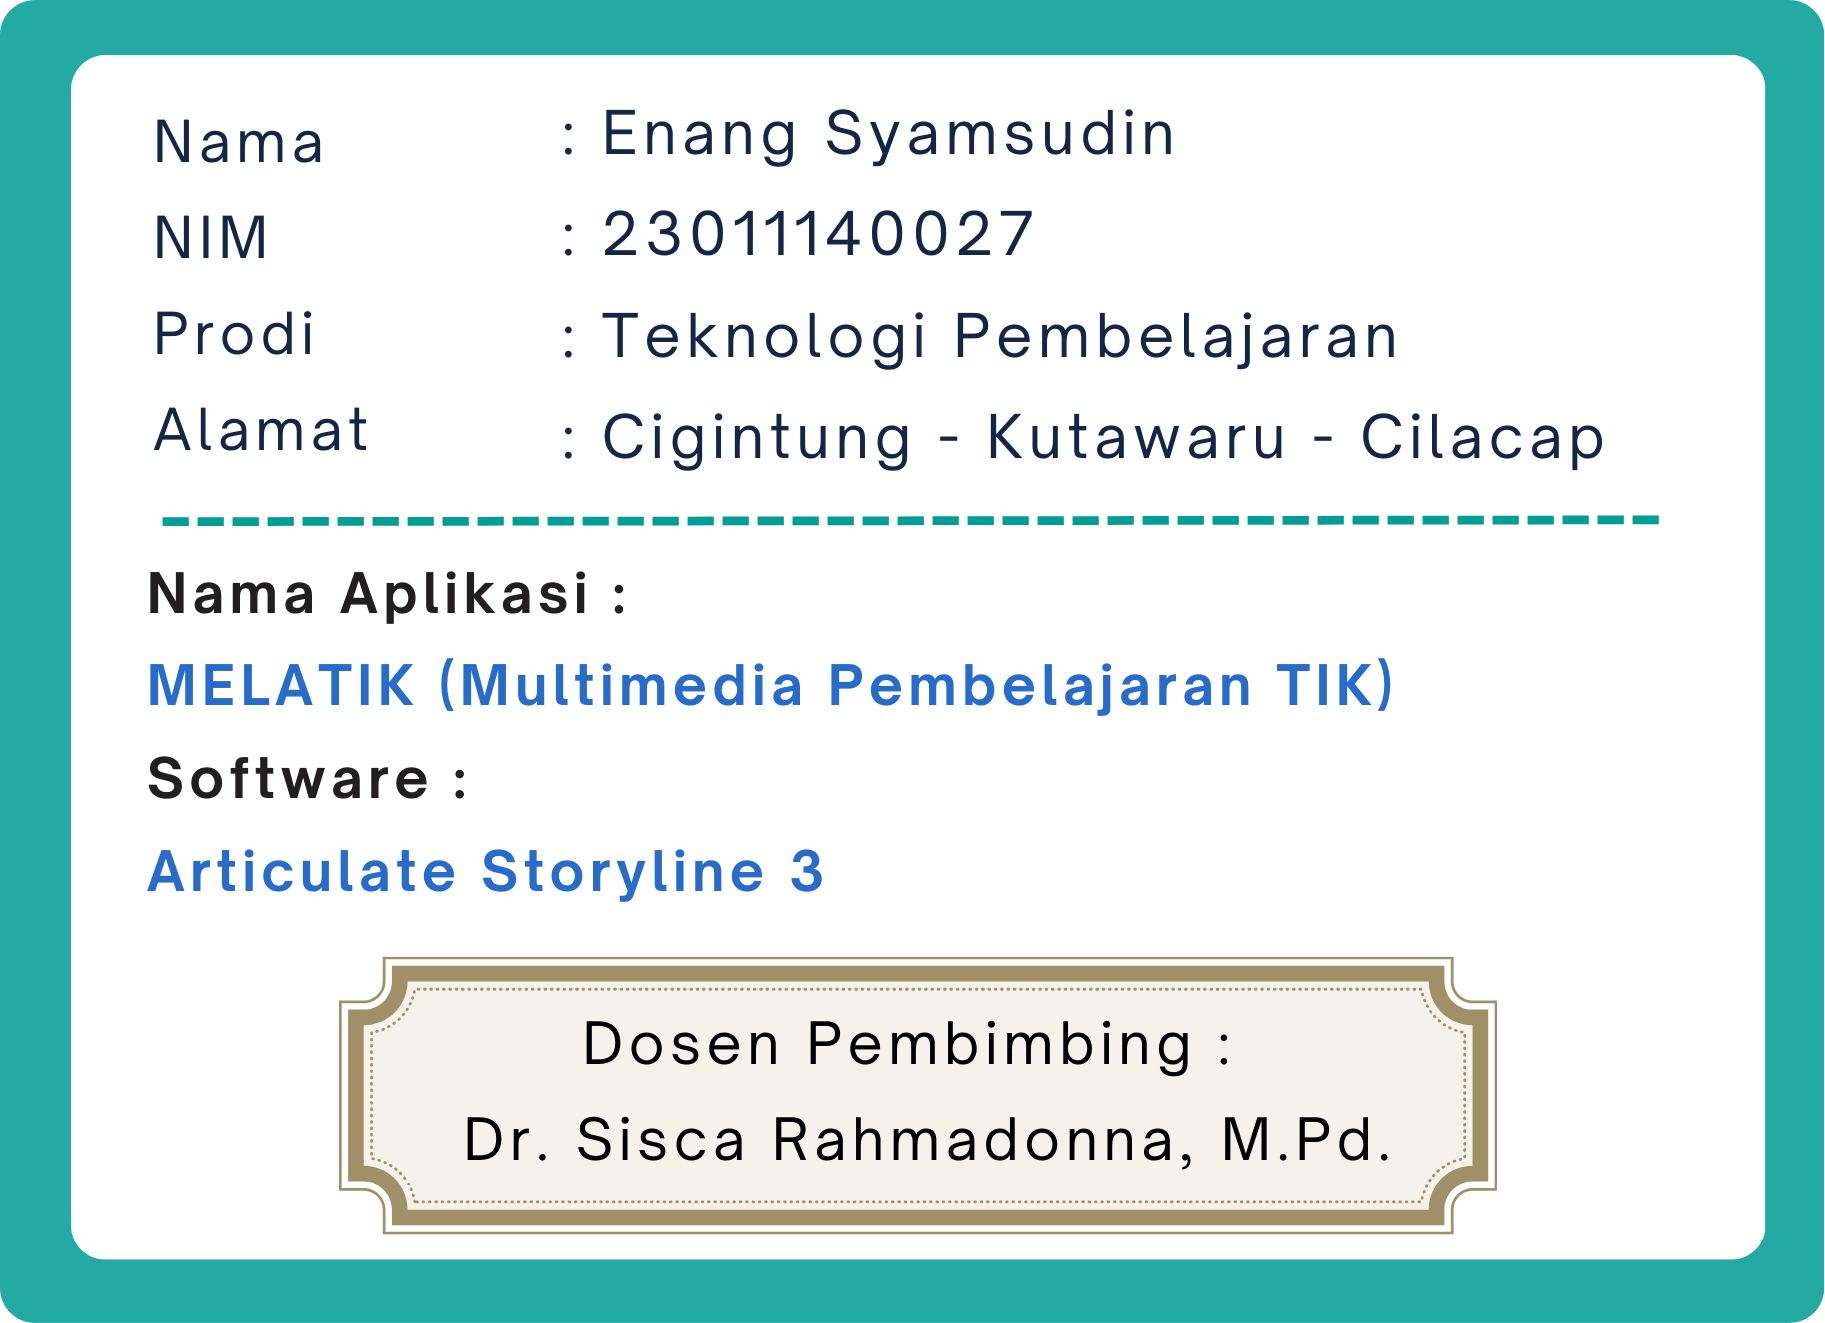 Nama : Enang Syamsudin
NIM : 23011140027
Prodi : Teknologi Pembelajaran
Alamat : Cigintung - Kutawaru - Cilacap
Nama Aplikasi :
MELATIK (Multimedia Pembelajaran TIK)
Software :
Articulate Storyline 3
Dosen Pembimbing :
Dr. Sisca Rahmadonna, M.Pd.